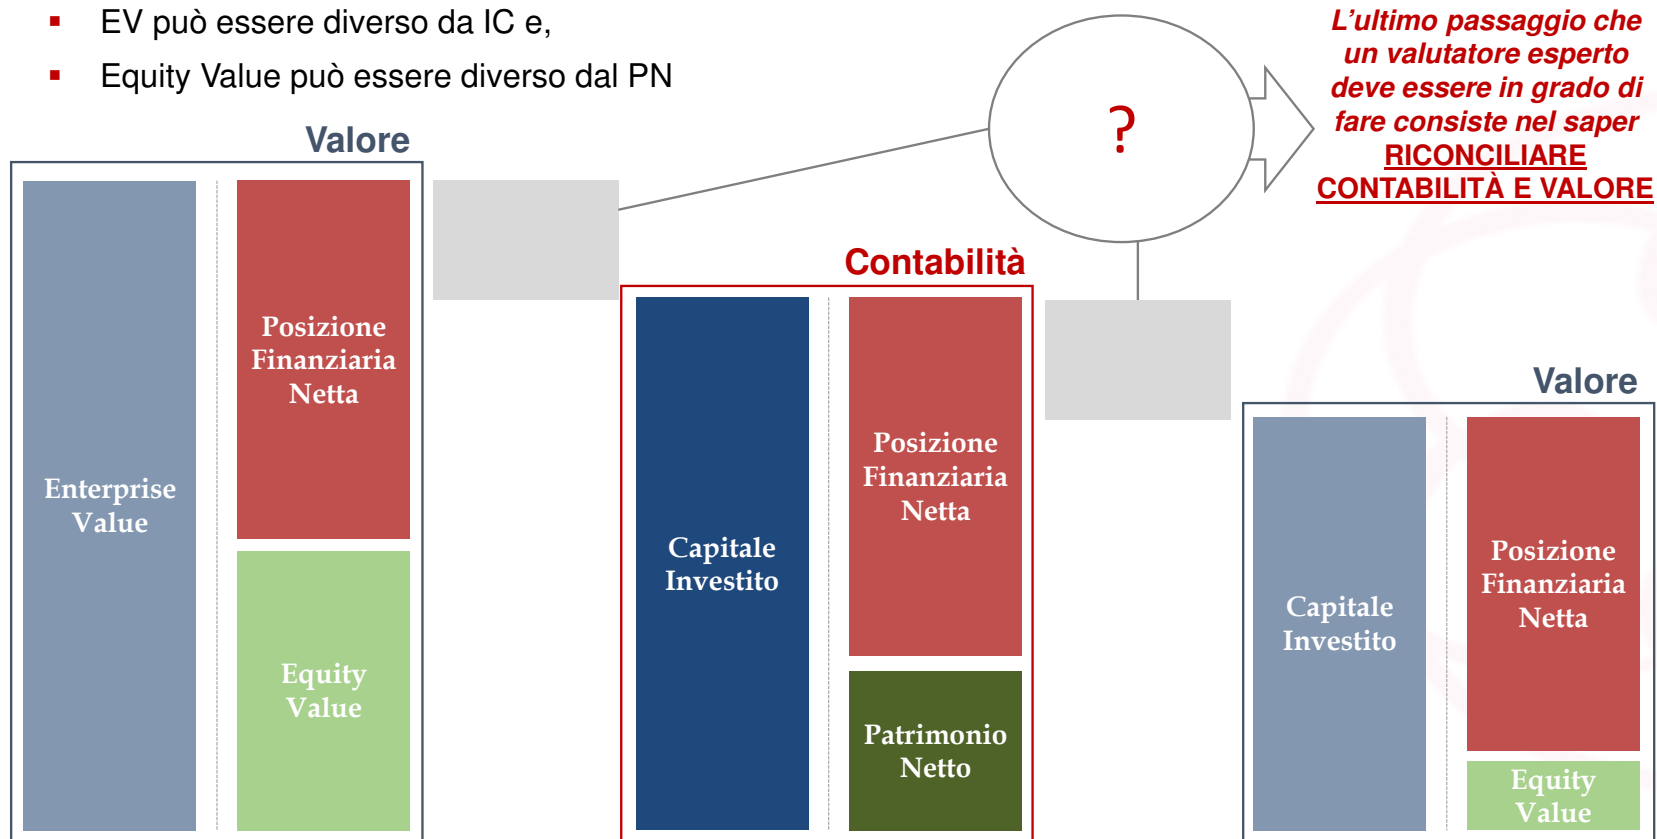 EV può essere diverso da IC e,
Equity Value può essere diverso dal PN
L'ultimo passaggio che
un valutatore esperto
deve essere in grado di
fare consiste nel saper
RICONCILIARE
CONTABILITÀ E VALORE
?
Valore
Enterprise
Value
Posizione
Finanziaria
Netta
Equity
Value
Contabilità
Capitale
Investito
Posizione
Finanziaria
Netta
Patrimonio
Netto
Valore
Capitale
Investito
Posizione
Finanziaria
Netta
Equity
Value